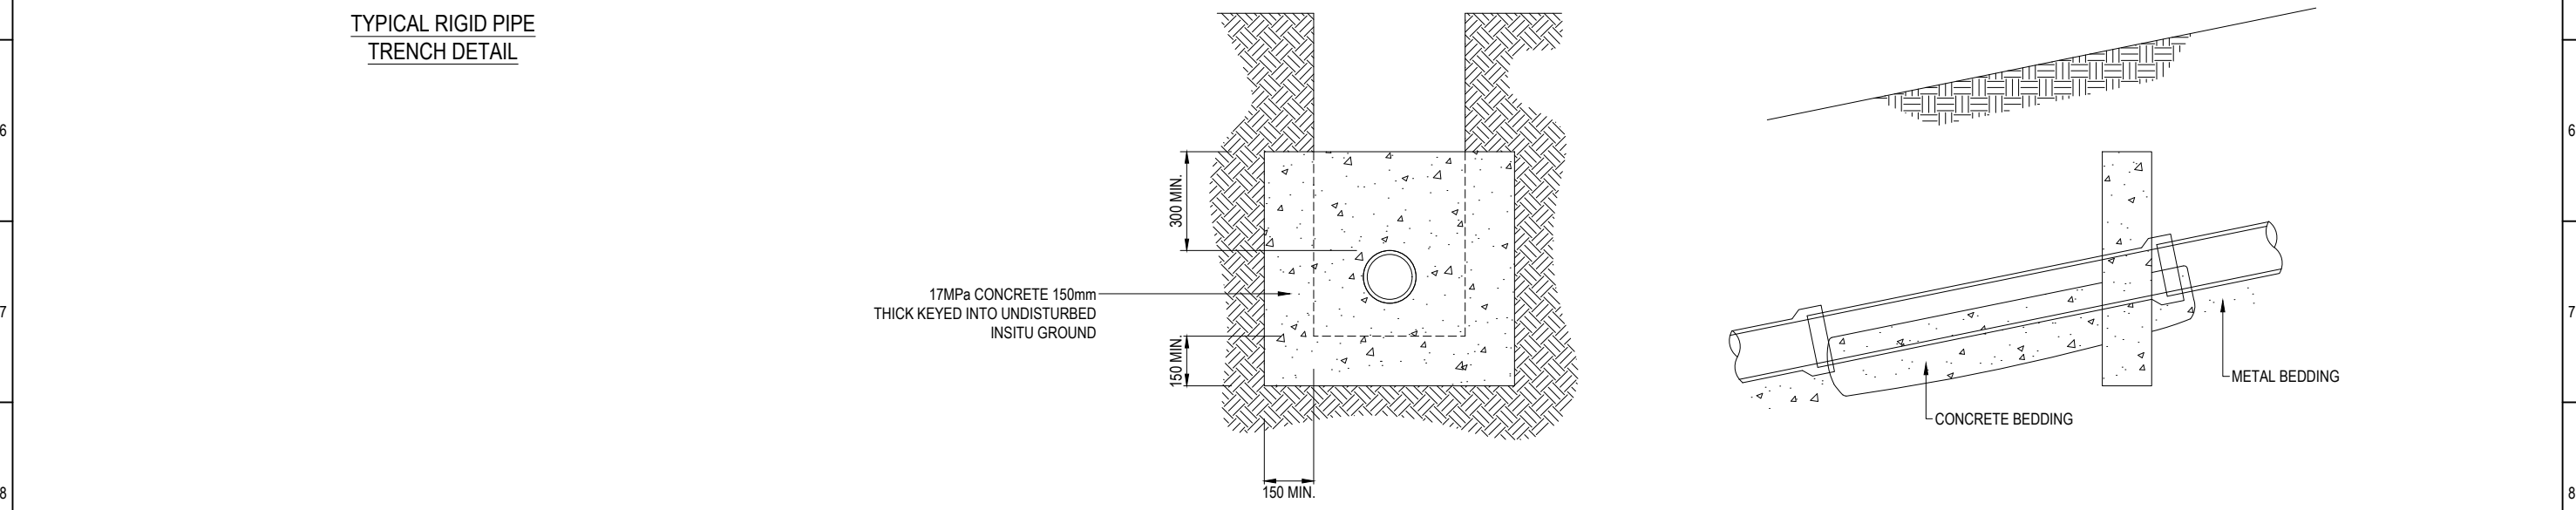 TYPICAL RIGID PIPE
TRENCH DETAIL
6
6
300 MIN.
17MPa CONCRETE 150mm
THICK KEYED INTO UNDISTURBED
INSITU GROUND
7
7
150 MIN.
METAL BEDDING
CONCRETE BEDDING
150 MIN.
8
8